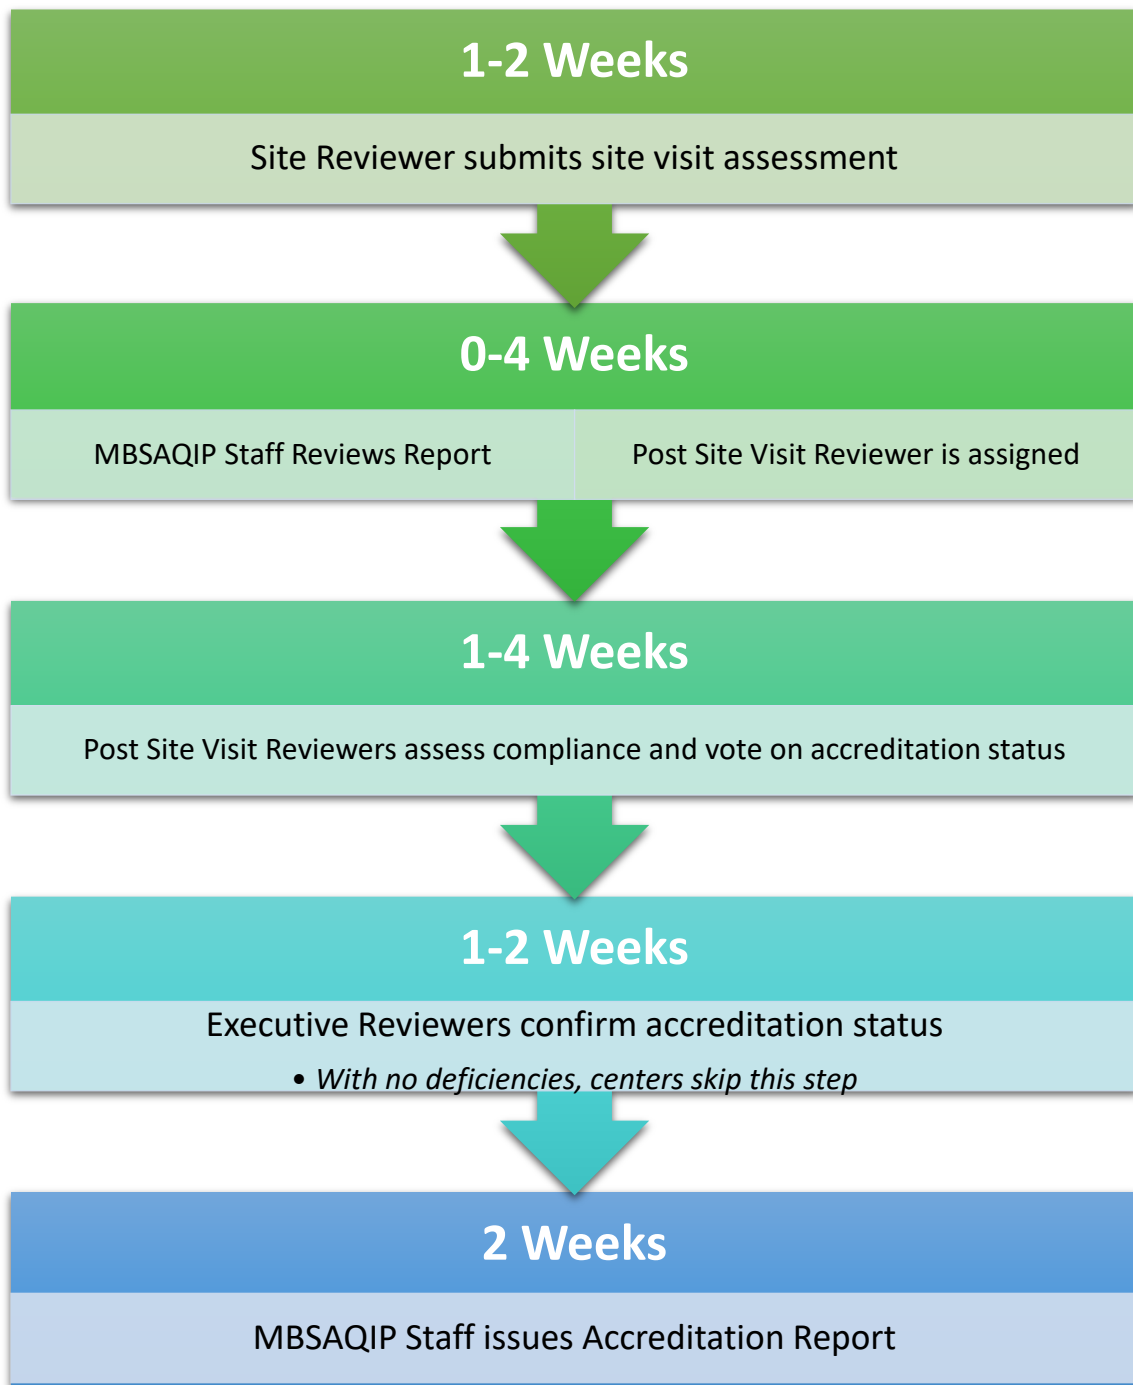 1-2 Weeks
Site Reviewer submits site visit assessment
0-4 Weeks
MBSAQIP Staff Reviews Report
Post Site Visit Reviewer is assigned
1-4 Weeks
Post Site Visit Reviewers assess compliance and vote on accreditation status
1-2 Weeks
Executive Reviewers confirm accreditation status
• With no deficiencies, centers skip this step
2 Weeks
MBSAQIP Staff issues Accreditation Report